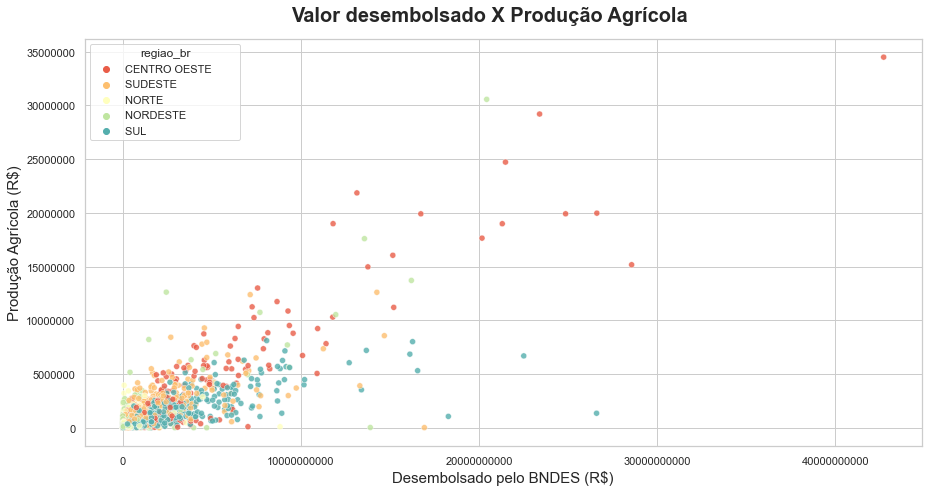 Valor desembolsado X Produção Agrícola
regiao_br
CENTRO OESTE
SUDESTE
NORTE
NORDESTE
SUL
35000000
30000000
25000000
20000000
15000000
10000000
5000000
0
Produção Agrícola (R$)
0
10000000000
20000000000
30000000000
40000000000
Desembolsado pelo BNDES (R$)